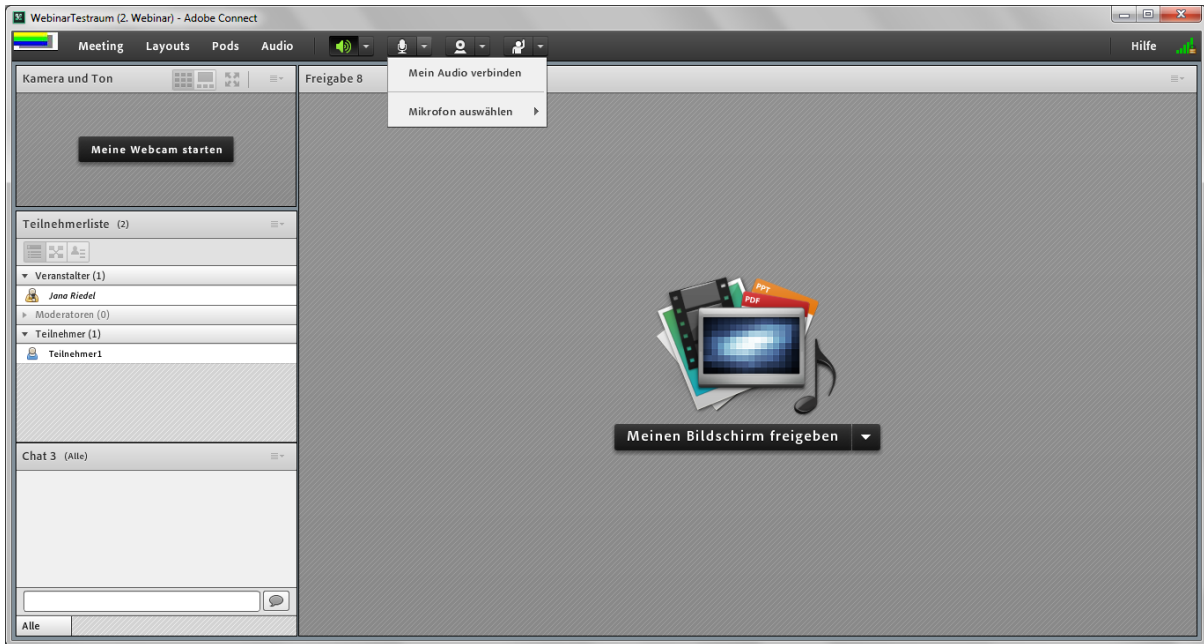 WebinarTestraum (2. Webinar) - Adobe Connect
Meeting Layouts Pods Audio Hilfe
Kamera und Ton
Freigabe 8
Mein Audio verbinden
Mikrofon auswählen
Meine Webcam starten
Teilnehmerliste (2)
Veranstalter (1)
Jana Riedel
Moderatoren (0)
Teilnehmer (1)
Teilnehmer1
PPT
PDF
Meinen Bildschirm freigeben
Chat 3 (Alle)
Alle